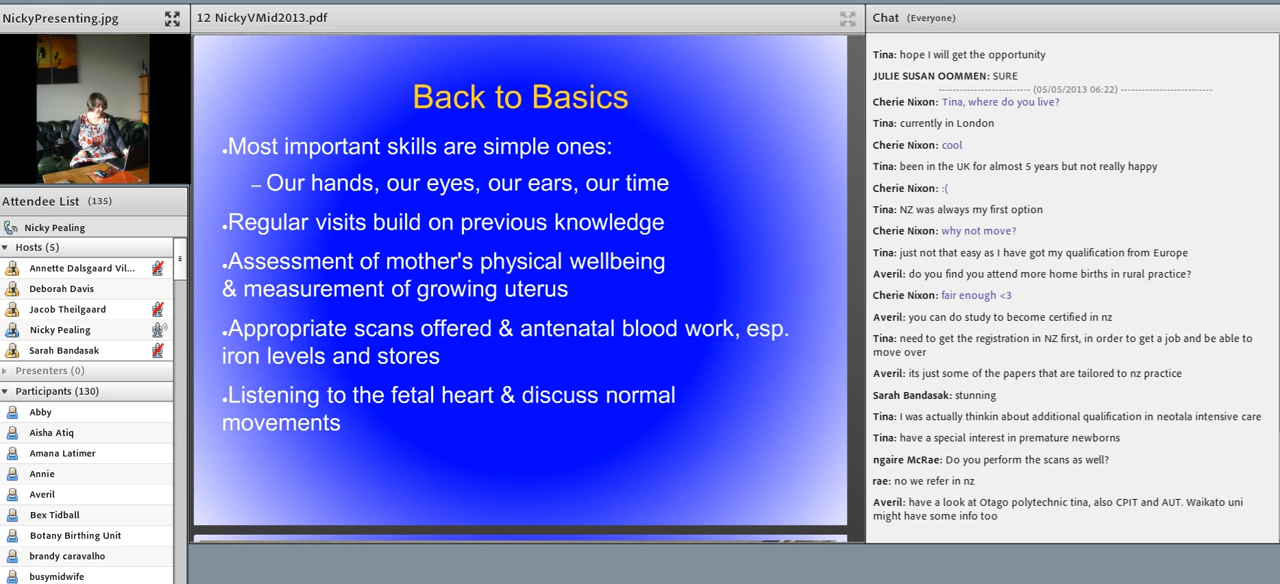 NickyPresenting.jpg
Attendee List (135)
Nicky Pealing
Hosts (5)
Annette Dalsgaard Vil...
Deborah Davis
Jacob Theilgaard
Nicky Pealing
Sarah Bandasak
Presenters (0)
Participants (130)
Abby
Aisha Atiq
Amana Latimer
Annie
Averil
Bex Tidball
Botany Birthing Unit
brandy caravalho
busymidwife
12 NickyVMid2013.pdf
Back to Basics
•Most important skills are simple ones:
– Our hands, our eyes, our ears, our time
•Regular visits build on previous knowledge
•Assessment of mother's physical wellbeing
& measurement of growing uterus
•Appropriate scans offered & antenatal blood work, esp.
iron levels and stores
•Listening to the fetal heart & discuss normal
movements
Chat (Everyone)
Tina: hope I will get the opportunity
JULIE SUSAN OOMMEN: SURE
(05/05/2013 06:22)
Cherie Nixon: Tina, where do you live?
Tina: currently in London
Cherie Nixon: cool
Tina: been in the UK for almost 5 years but not really happy
Cherie Nixon: :(
Tina: NZ was always my first option
Cherie Nixon: why not move?
Tina: just not that easy as I have got my qualification from Europe
Averil: do you find you attend more home births in rural practice?
Cherie Nixon: fair enough <3
Averil: you can do study to become certified in nz
Tina: need to get the registration in NZ first, in order to get a job and be able to
move over
Averil: its just some of the papers that are tailored to nz practice
Sarah Bandasak: stunning
Tina: I was actually thinkin about additional qualification in neotala intensive care
Tina: have a special interest in premature newborns
ngaire McRae: Do you perform the scans as well?
rae: no we refer in nz
Averil: have a look at Otago polytechnic tina, also CPIT and AUT. Waikato uni
might have some info too